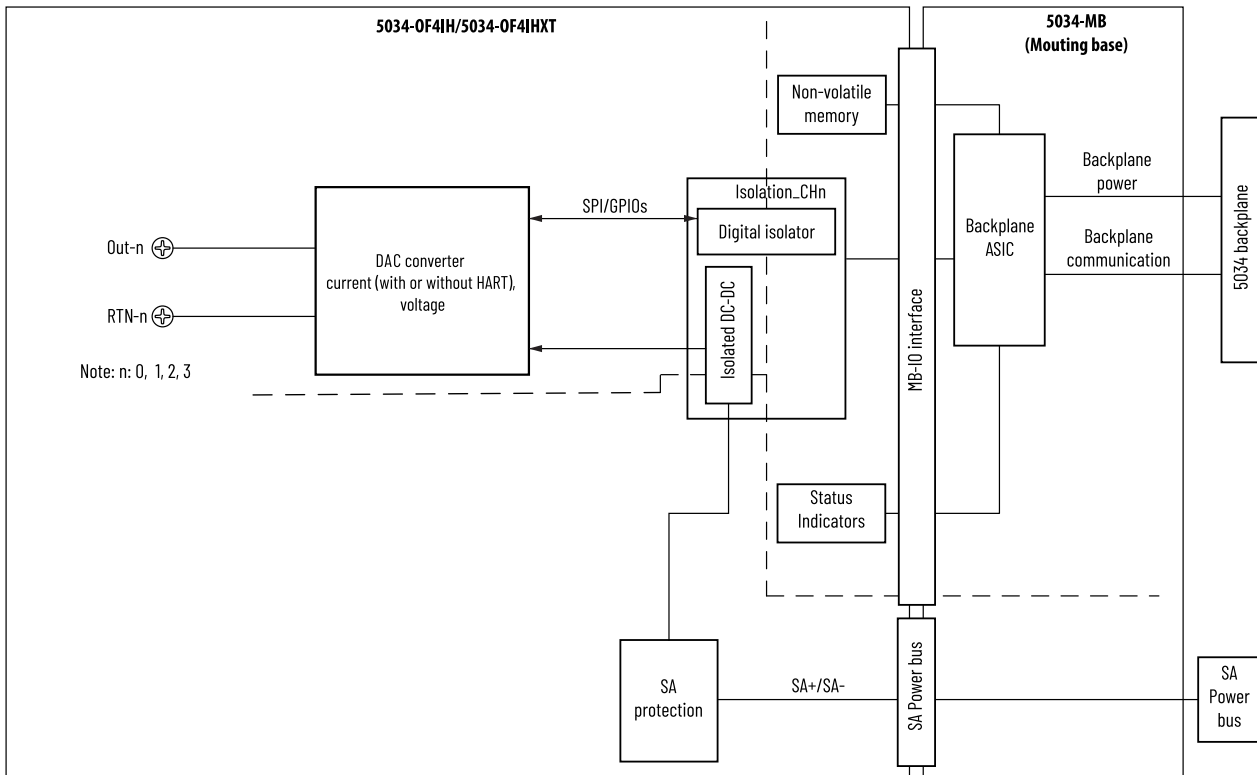 5034-OF4IH/5034-OF4IHXT
5034-MB
(Mouting base)
Non-volatile
memory
Isolation_CHn
SPI/GPIOs
Digital isolator
Out-n
RTN-n
DAC converter
current (with or without HART),
voltage
Isolated DC-DC
Note: n: 0, 1, 2, 3
MB-IO interface
Backplane
ASIC
Backplane
power
Backplane
communication
5034 backplane
Status
Indicators
SA
protection
SA+/SA-
SA Power bus
SA
Power
bus